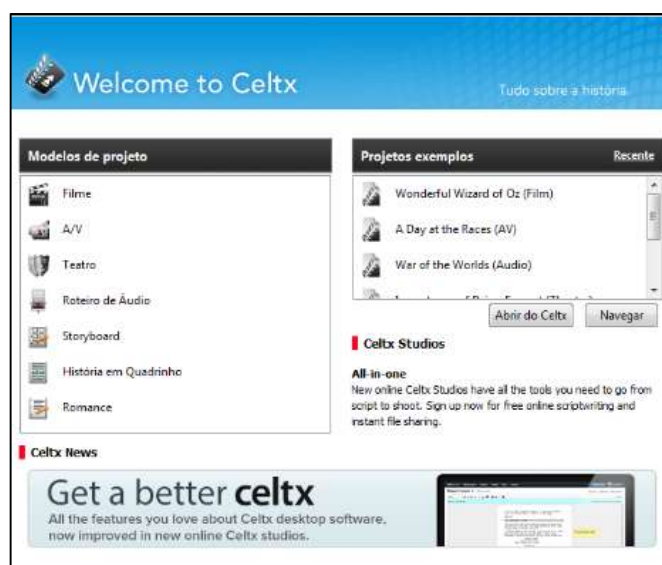 Welcome to Celtx
Tudo sobre a história.
Modelos de projeto
Filme
A/V
Teatro
Roteiro de Áudio
Storyboard
História em Quadrinho
Romance
Projetos exemplos
Recente
Wonderful Wizard of Oz (Film)
A Day at the Races (AV)
War of the Worlds (Audio)
Abrir do Celtx
Navegar
Celtx Studios
All-in-one
New online Celtx Studios have all the tools you need to go from
script to shoot. Sign up now for free online scriptwriting and
instant file sharing.
Celtx News
Get a better celtx
All the features you love about Celtx desktop software,
now improved in new online Celtx studios.